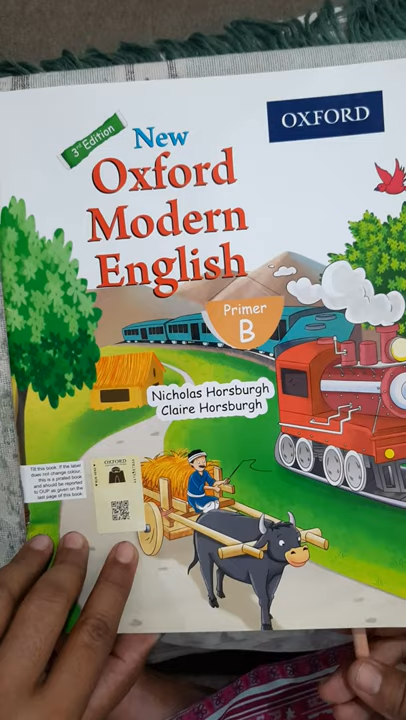 OXFORD
3rd Edition
New
Oxford
Modern
English
Primer
B
Nicholas Horsburgh
Claire Horsburgh
Tilt this book. If the label
does not change colour,
this is a pirated book
and should be reported
to OUP as given on the
last page of this book.
OXFORD